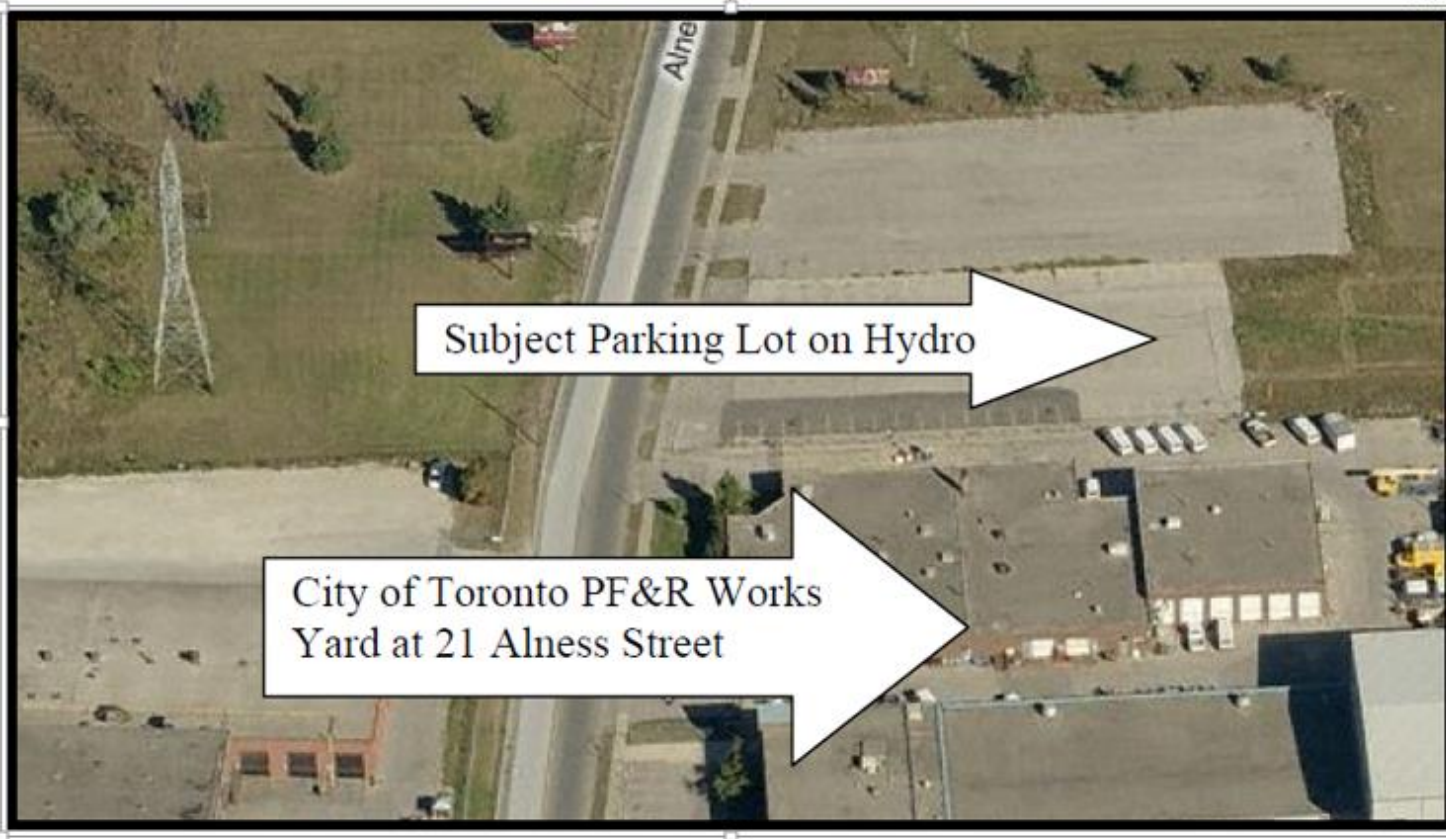 Alne
Subject Parking Lot on Hydro
City of Toronto PF&R Works
Yard at 21 Alness Street